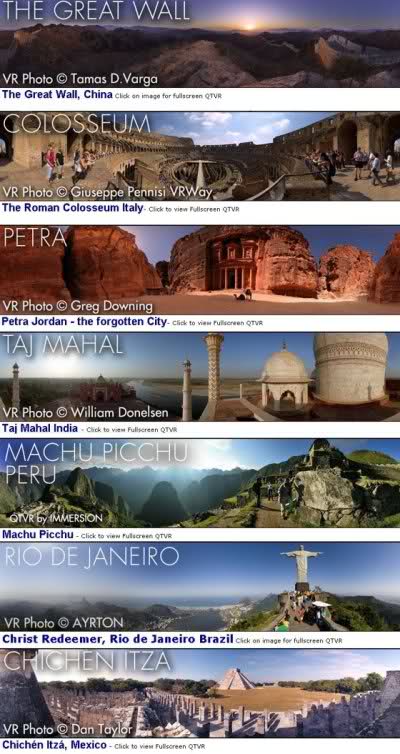 THE GREAT WALL
VR Photo © Tamas D.Varga
The Great Wall, China Click on image for fullscreen QTVR
COLOSSEUM
VR Photo © Giuseppe Pennisi VRWay
The Roman Colosseum Italy- Click to view Fullscreen QTVR
PETRA
VR Photo © Greg Downing
Petra Jordan - the forgotten City- Click to view Fullscreen QTVR
TAJ MAHAL
VR Photo © William Donelsen
Taj Mahal India - Click to view Fullscreen QTVR
MACHU PICCHU
PERU
QTVR by IMMERSION
Machu Picchu - Click to view Fullscreen QTVR
RIO DE JANEIRO
VR Photo © AYRTON
Christ Redeemer, Rio de Janeiro Brazil Click on image for fullscreen QTVR
CHICHEN ITZA
VR Photo © Dan Taylor
Chichén Itzá, Mexico - Click to view Fullscreen QTVR